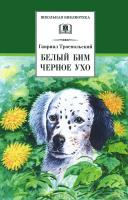 ШКОЛЬНАЯ БИБЛИОТЕКА
Гавриил Троепольский
БЕЛЫЙ БИМ
ЧЕРНОЕ УХО